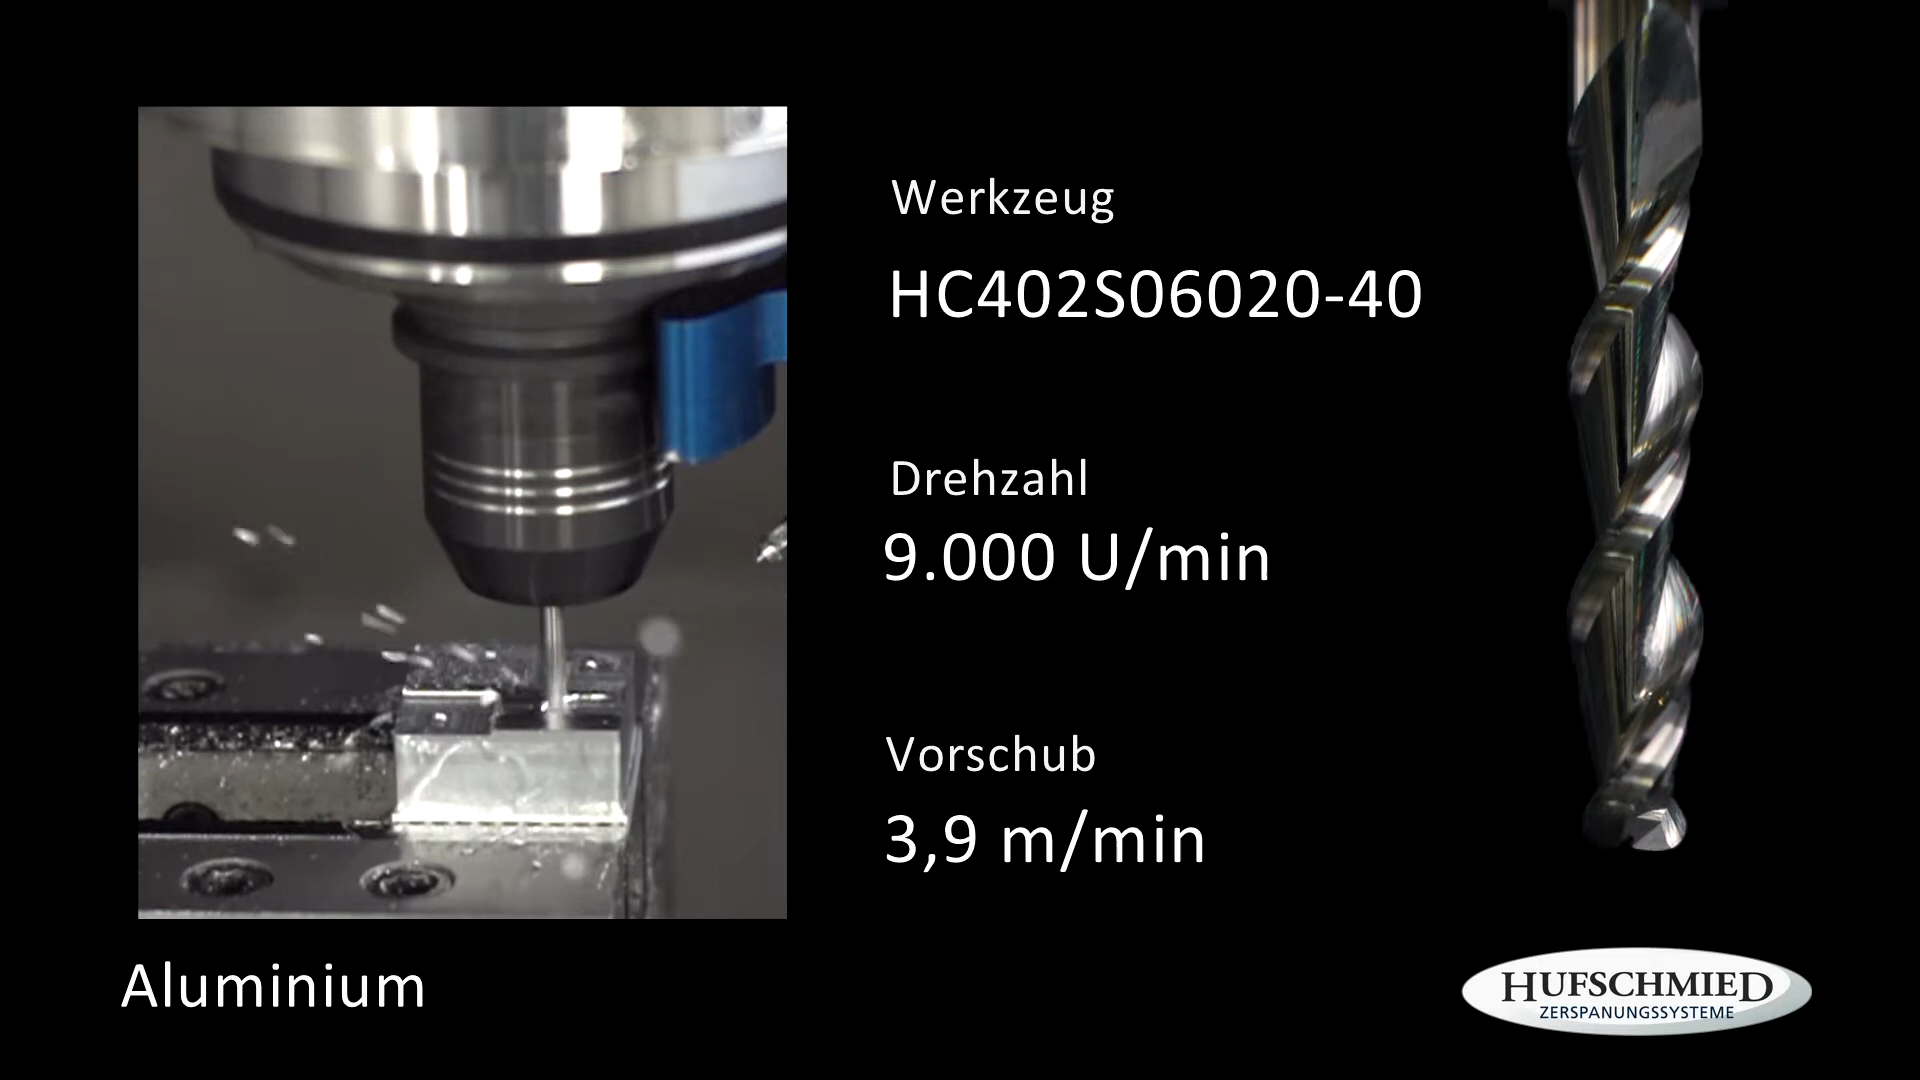 Werkzeug
HC402S06020-40
Drehzahl
9.000 U/min
Vorschub
3,9 m/min
Aluminium
HUFSCHMIED
ZERSPANUNGSSYSTEME